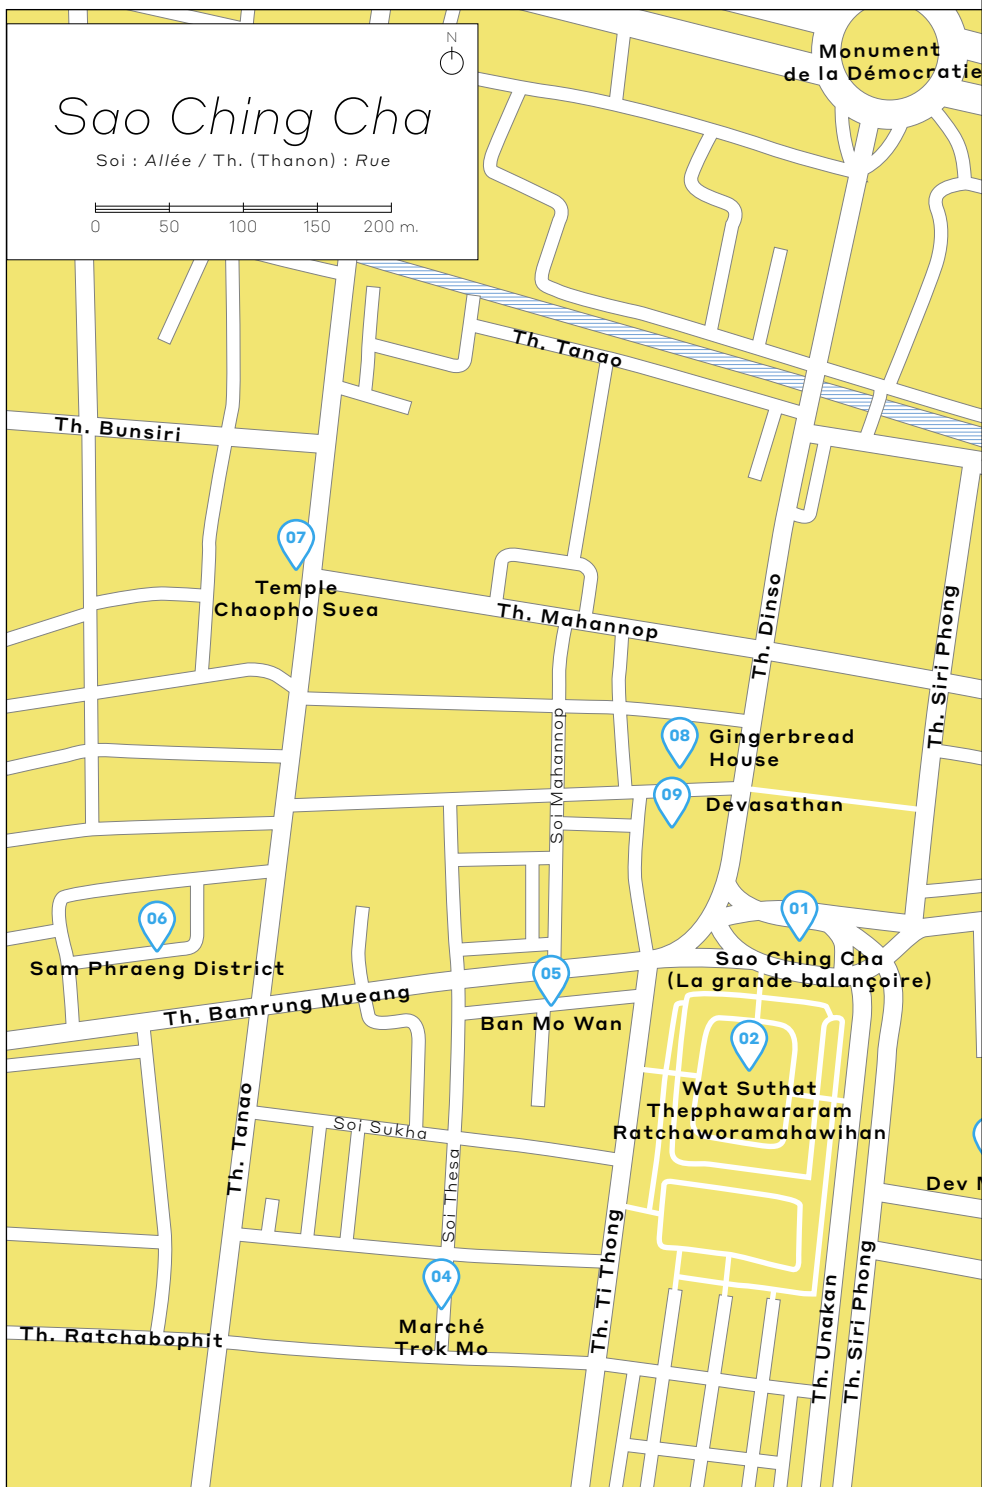 N
Sao Ching Cha
Soi : Allée / Th. (Thanon) : Rue
0 50 100 150 200 m.
Monument
de la Démocratie
Th. Tanao
Th. Bunsiri
07
Temple
Chaopho Suea
Th. Mahannop
Th. Dinso
Th. Siri Phong
Soi Mahannop
08
Gingerbread
House
09
Devasathan
01
Sao Ching Cha
(La grande balançoire)
06
Sam Phraeng District
05
Ban Mo Wan
Th. Bamrung Mueang
02
Wat Suthat
Thepphawararam
Ratchaworamahawihan
Th. Tanao
Soi Sukha
Soi Thesa
Dev
04
Marché
Trok Mo
Th. Ti Thong
Th. Unakan
Th. Siri Phong
Th. Ratchabophit